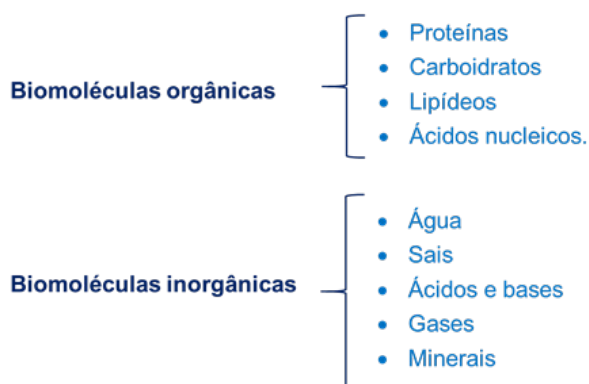 Biomoléculas orgânicas
• Proteínas
• Carboidratos
• Lipídeos
• Ácidos nucleicos.
Biomoléculas inorgânicas
• Água
• Sais
• Ácidos e bases
• Gases
• Minerais